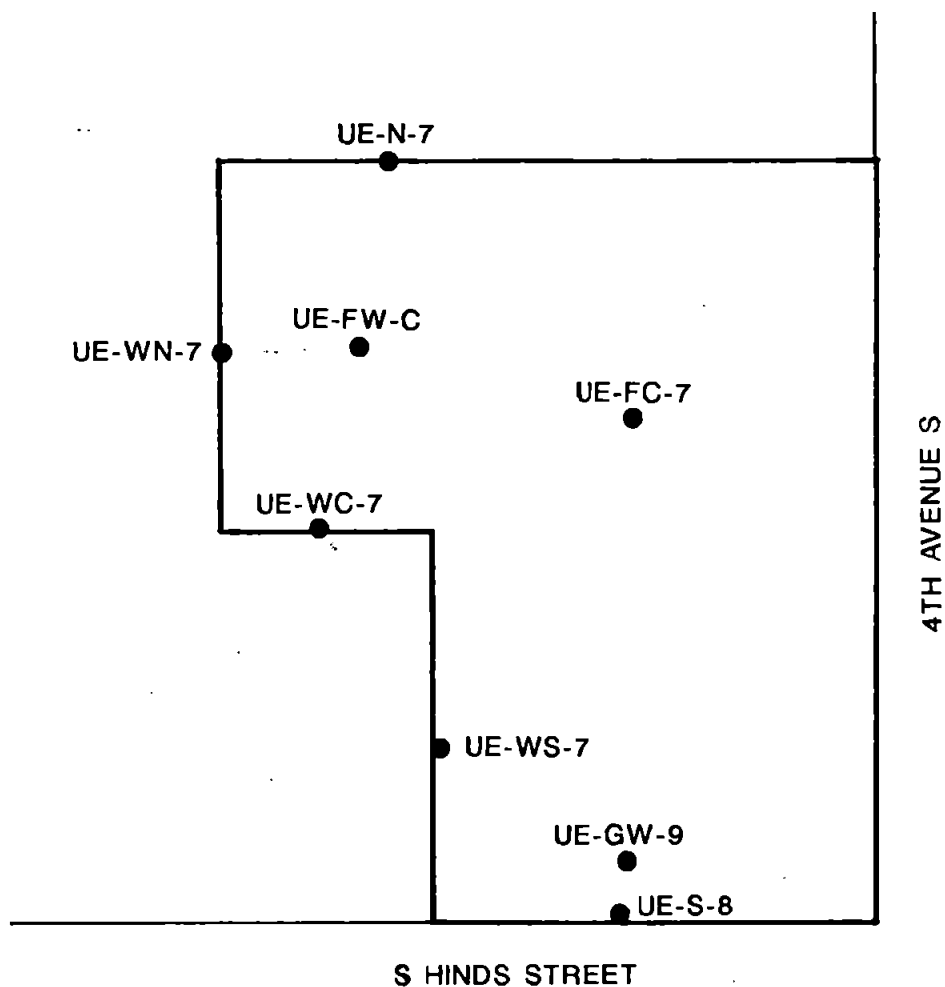 UE-N-7
UE-FW-C
UE-WN-7
UE-FC-7
4TH AVENUE S
UE-WC-7
UE-WS-7
UE-GW-9
UE-S-8
S HINDS STREET